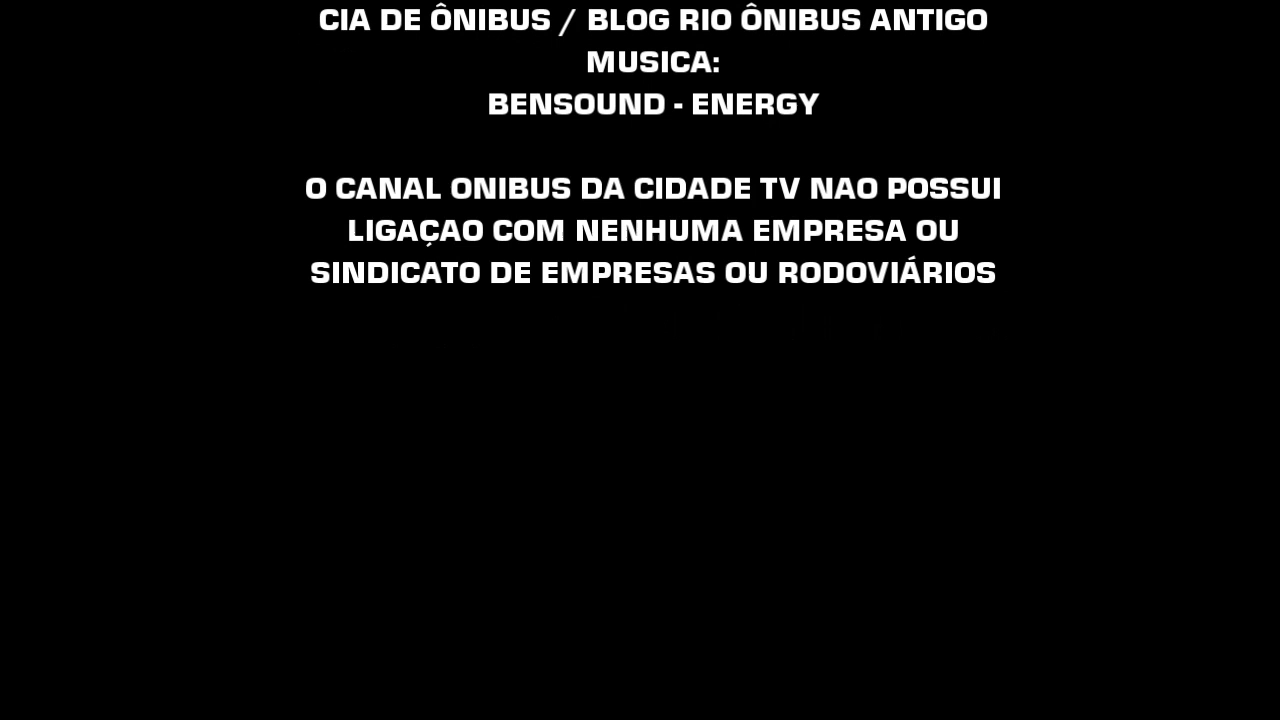 CIA DE ÔNIBUS / BLOG RIO ÔNIBUS ANTIGO
MUSICA:
BENSOUND - ENERGY
O CANAL ONIBUS DA CIDADE TV NAO POSSUI
LIGAÇAO COM NENHUMA EMPRESA OU
SINDICATO DE EMPRESAS OU RODOVIÁRIOS